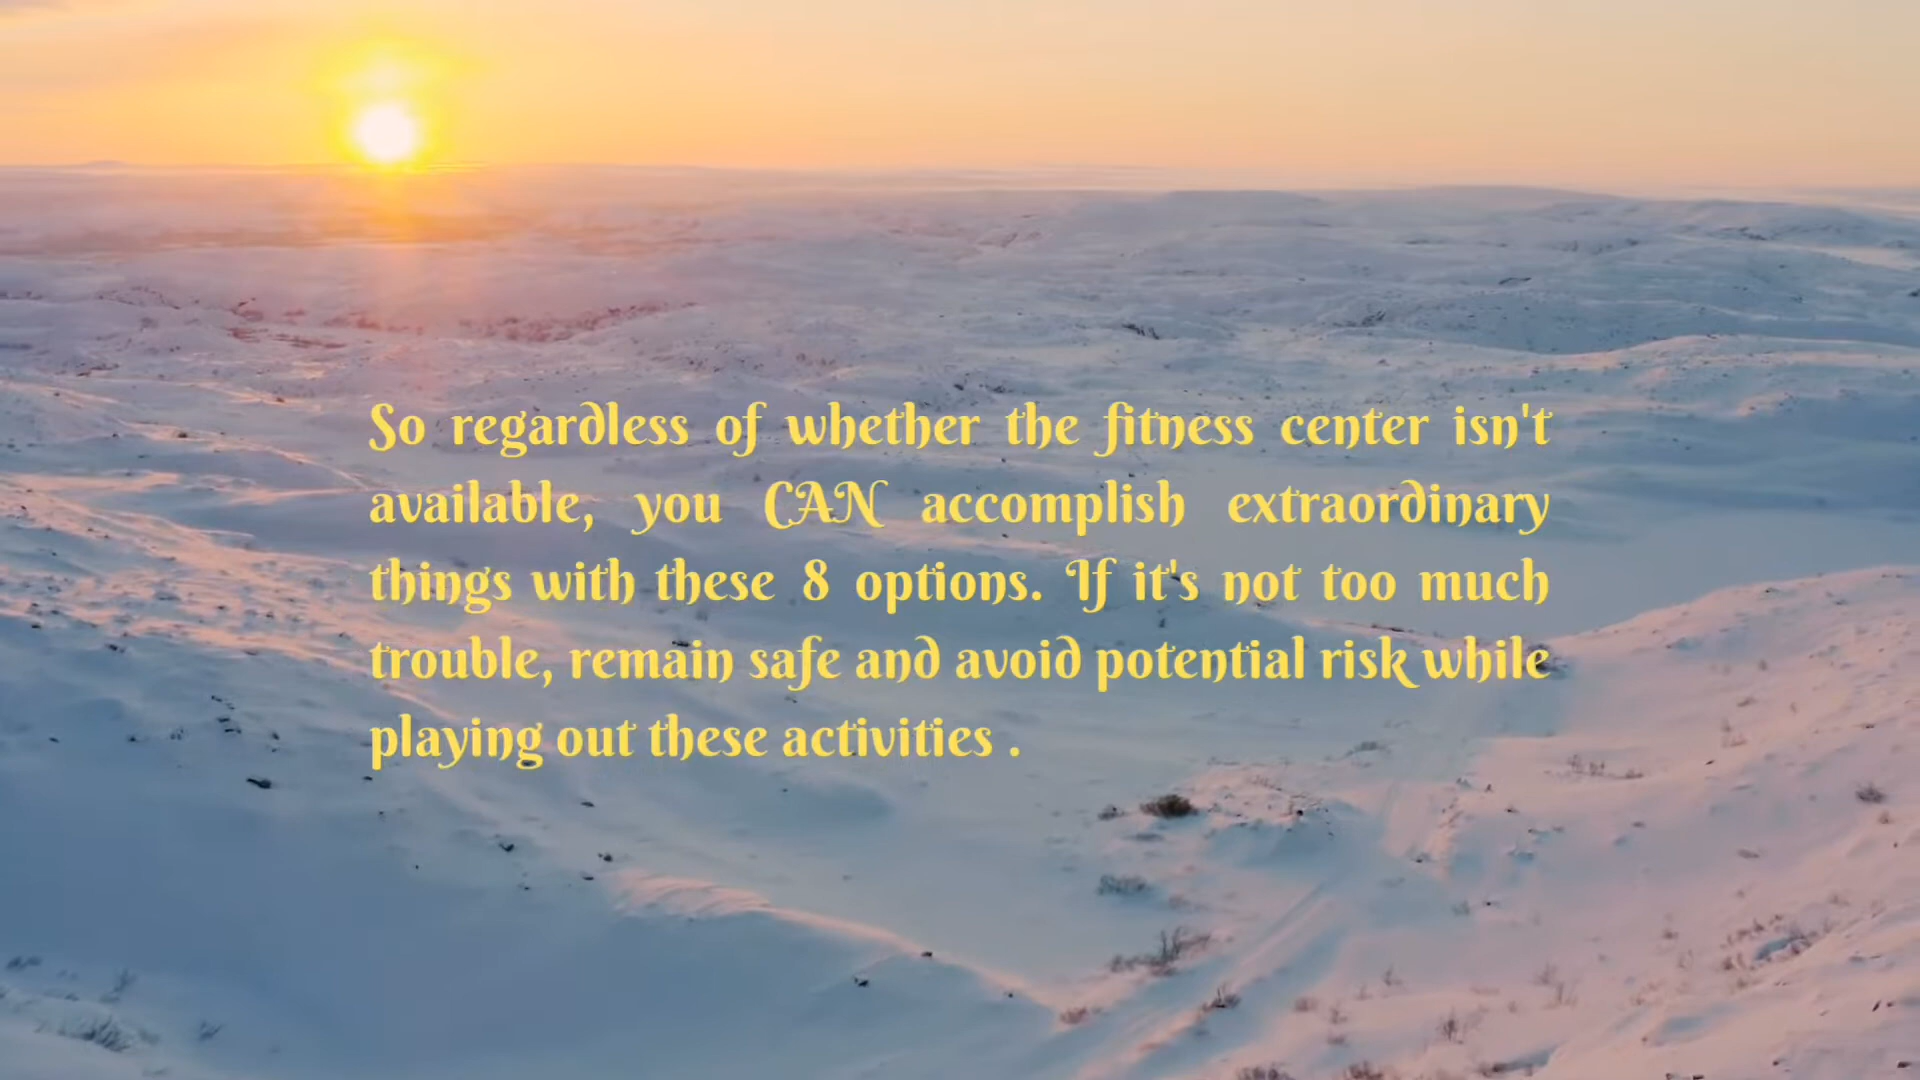 So regardless of whether the fitness center isn't
available, you CAN accomplish extraordinary
things with these 8 options. If it's not too much
trouble, remain safe and avoid potential risk while
playing out these activities .